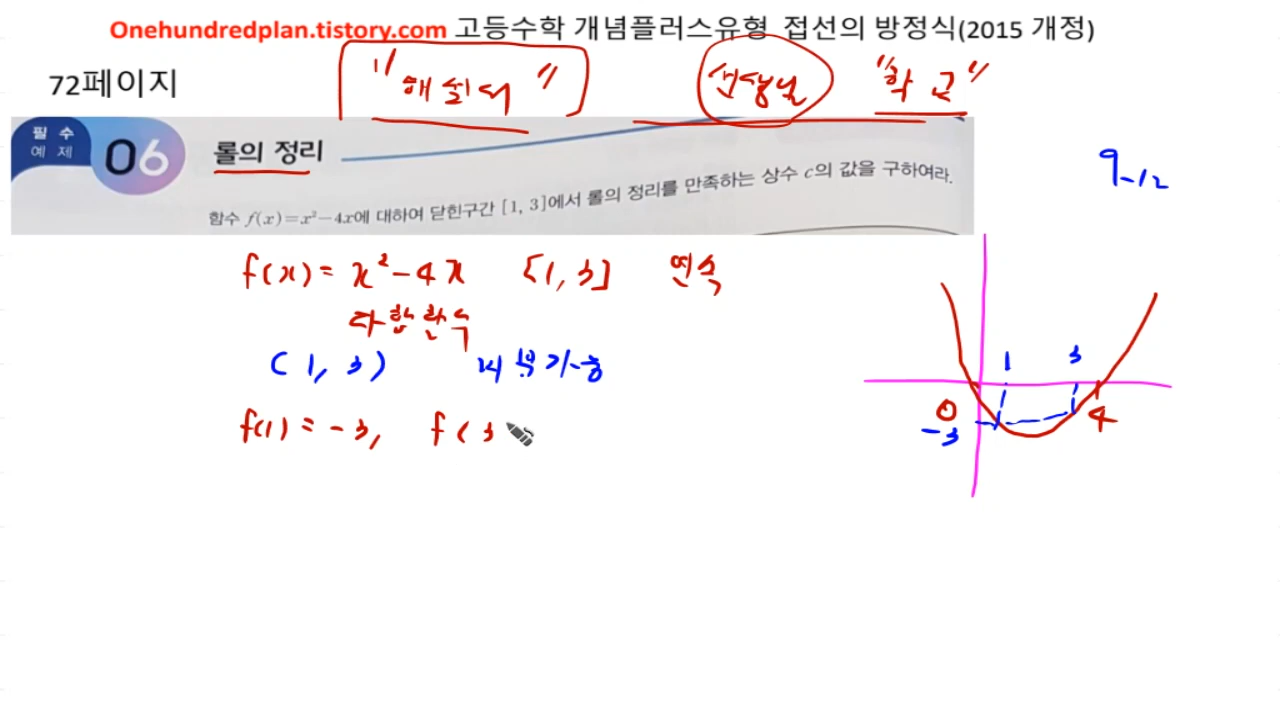 Onehundredplan.tistory.com 고등수학 개념플러스유형 접선의 방정식(2015 개정)
72페이지
"해설서" 선생님 "학교"
필수 예제 06 롤의 정리
함수 f(x)=x²-4x에 대하여 닫힌구간 [1, 3]에서 롤의 정리를 만족하는 상수 c의 값을 구하여라.
9-12
f(x) = x² - 4x [1, 3] 연속
다항함수
(1, 3) 미분가능
1 3
f(1) = -3, f(3
0 4
-3